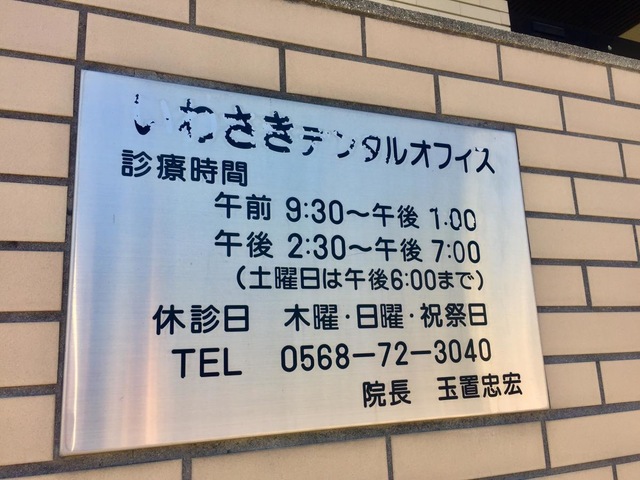 いわさきデンタルオフィス
診療時間
午前 9:30～午後 1:00
午後 2:30～午後 7:00
（土曜日は午後6:00まで）
休診日 木曜・日曜・祝祭日
TEL 0568-72-3040
院長 玉置忠宏